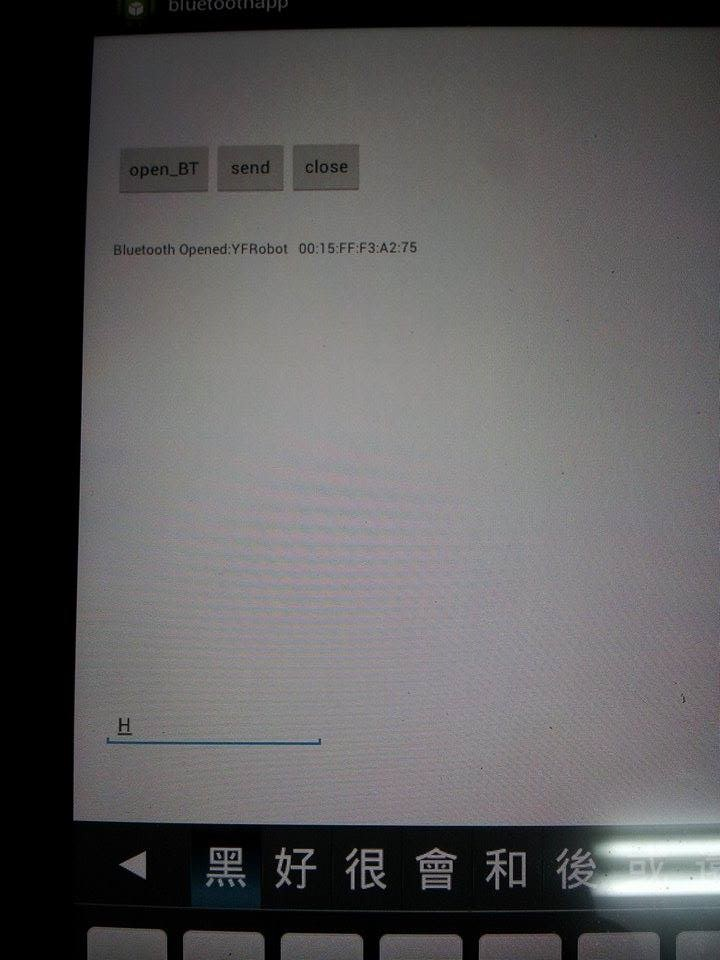 bluetoothapp
open_BT send close
Bluetooth Opened:YFRobot 00:15:FF:F3:A2:75
H
黑 好 很 會 和 後 或